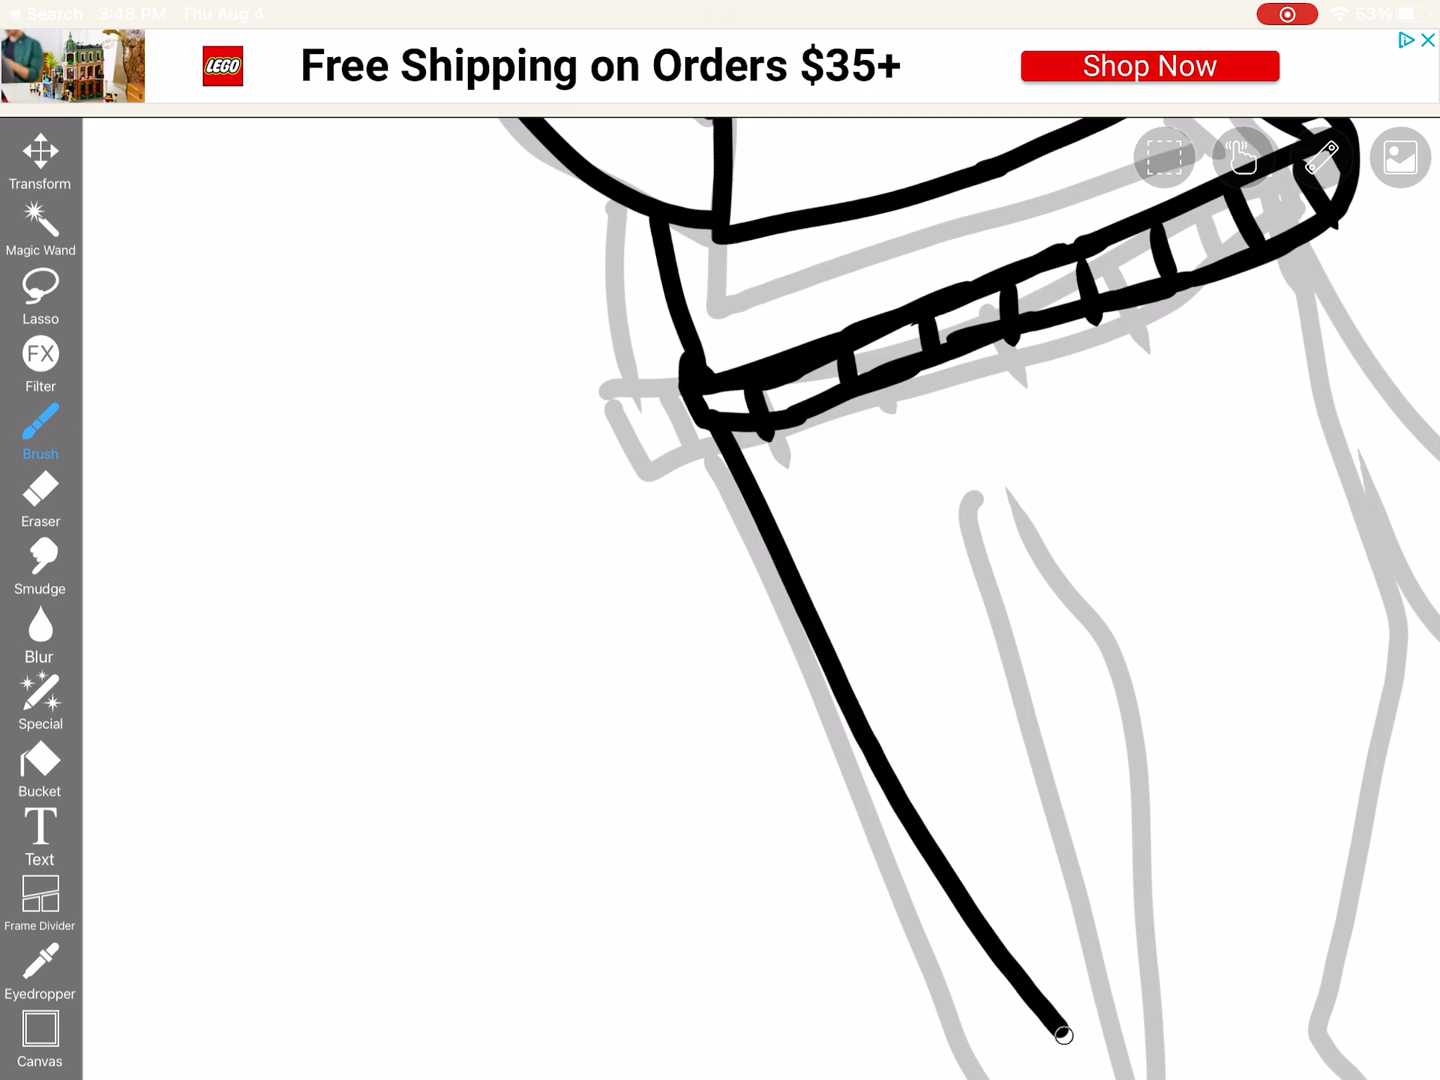 ◀ Search 3:48 PM Thu Aug 4 53%
LEGO Free Shipping on Orders $35+ Shop Now
Transform
Magic Wand
Lasso
FX
Filter
Brush
Eraser
Smudge
Blur
Special
Bucket
T
Text
Frame Divider
Eyedropper
Canvas